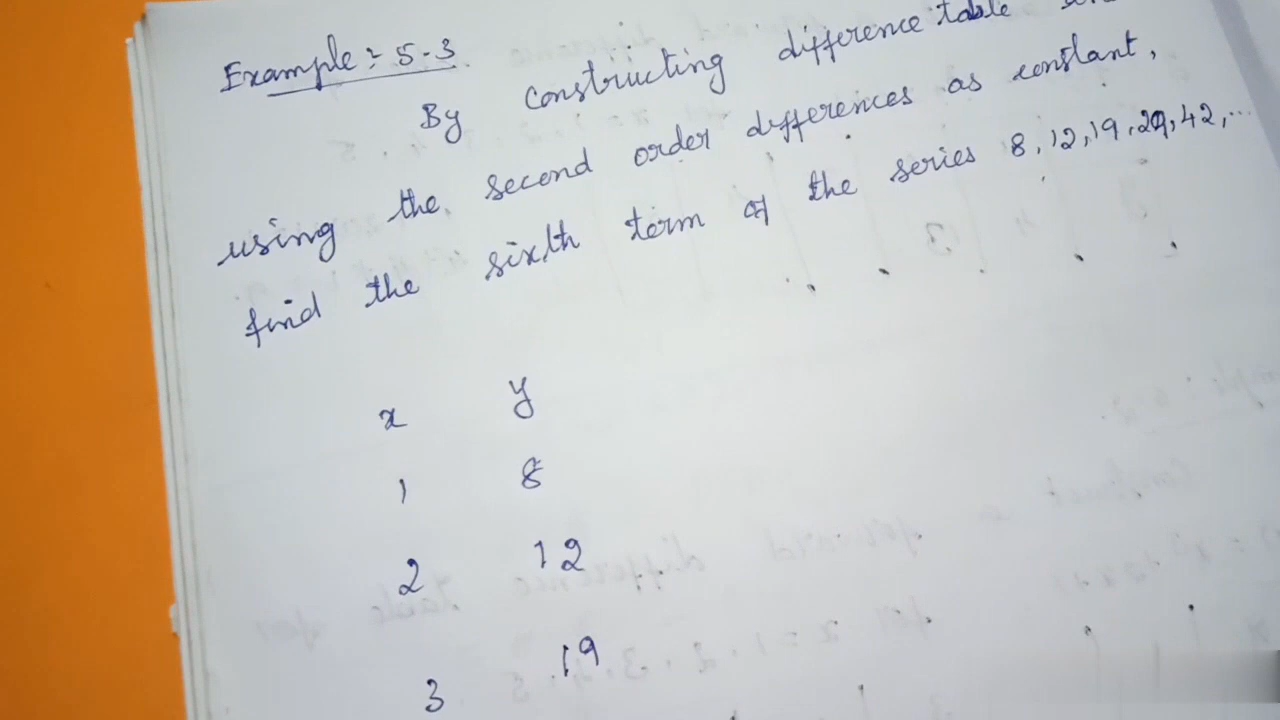 Example :- 5.3
By constructing difference table
using the second order differences as constant,
find the sixth term of the series 8, 12, 19, 29, 42, ...
x y
1 8
2 12
3 19